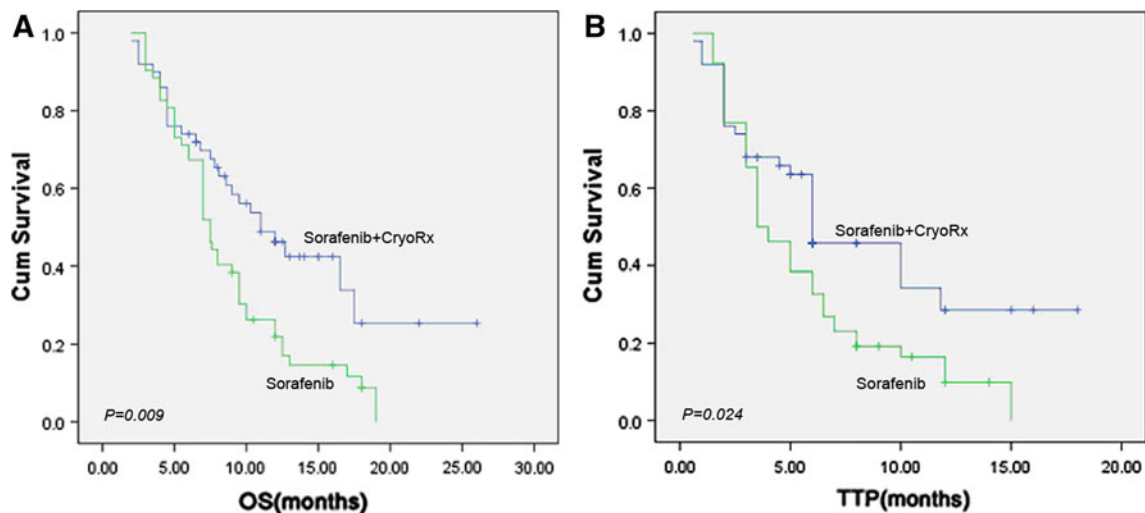 A
Cum Survival
1.0
0.8
0.6
0.4
0.2
0.0
Sorafenib+CryoRx
Sorafenib
P=0.009
0.00 5.00 10.00 15.00 20.00 25.00 30.00
OS(months)
B
Cum Survival
1.0
0.8
0.6
0.4
0.2
0.0
Sorafenib+CryoRx
Sorafenib
P=0.024
0.00 5.00 10.00 15.00 20.00
TTP(months)